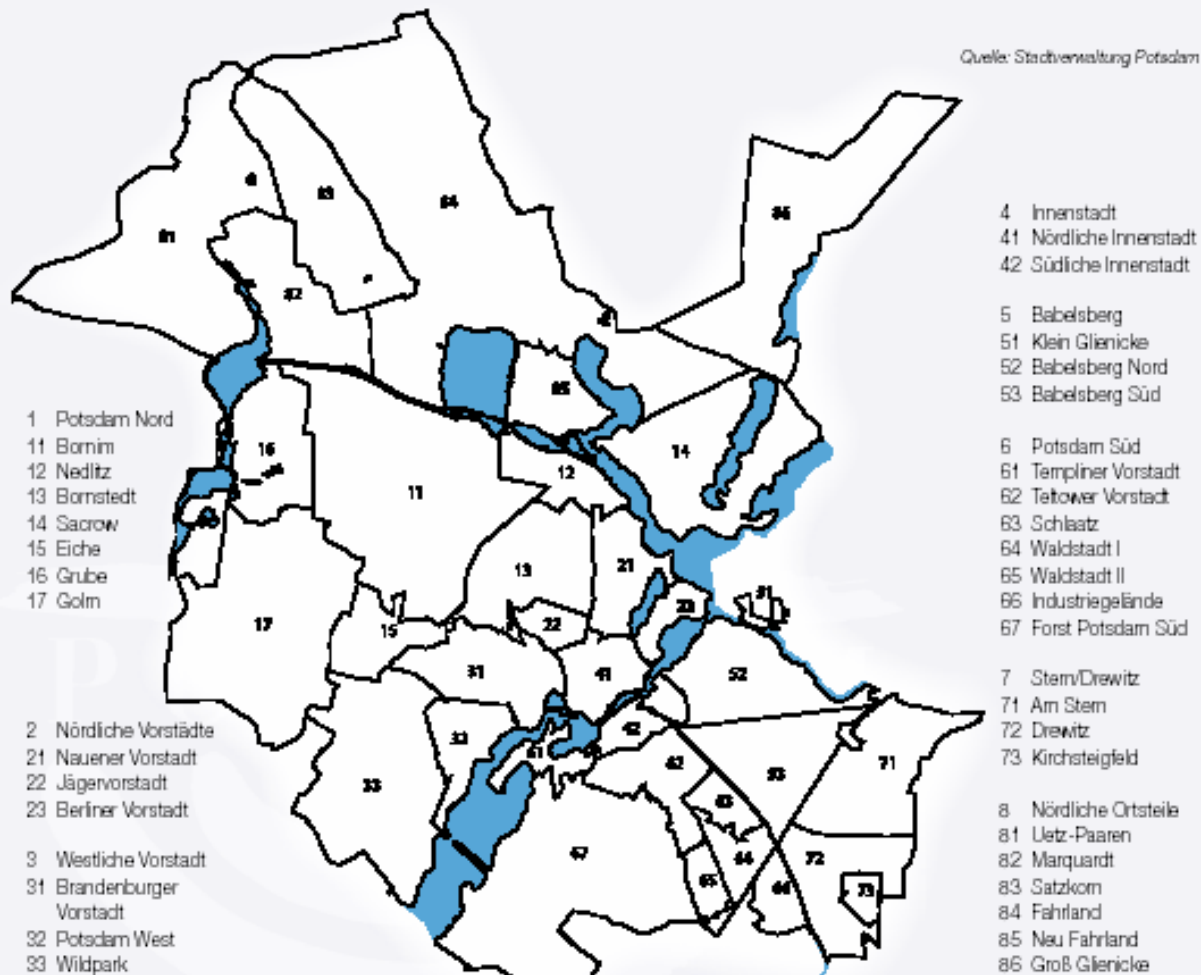 Quelle: Stadtverwaltung Potsdam
1 Potsdam Nord
11 Bornim
12 Nedlitz
13 Bornstedt
14 Sacrow
15 Eiche
16 Grube
17 Golm
2 Nördliche Vorstädte
21 Nauener Vorstadt
22 Jägervorstadt
23 Berliner Vorstadt
3 Westliche Vorstadt
31 Brandenburger
Vorstadt
32 Potsdam West
33 Wildpark
4 Innenstadt
41 Nördliche Innenstadt
42 Südliche Innenstadt
5 Babelsberg
51 Klein Glienicke
52 Babelsberg Nord
53 Babelsberg Süd
6 Potsdam Süd
61 Templiner Vorstadt
62 Teltower Vorstadt
63 Schlaatz
64 Waldstadt I
65 Waldstadt II
66 Industriegelände
67 Forst Potsdam Süd
7 Stern/Drewitz
71 Am Stern
72 Drewitz
73 Kirchsteigfeld
8 Nördliche Ortsteile
81 Uetz-Paaren
82 Marquardt
83 Satzkorn
84 Fahrland
85 Neu Fahrland
86 Groß Glienicke
81
83
84
86
82
85
16
14
12
11
13
21
22
23
51
17
15
31
41
52
32
61
42
33
62
53
71
63
67
64
65
66
72
73